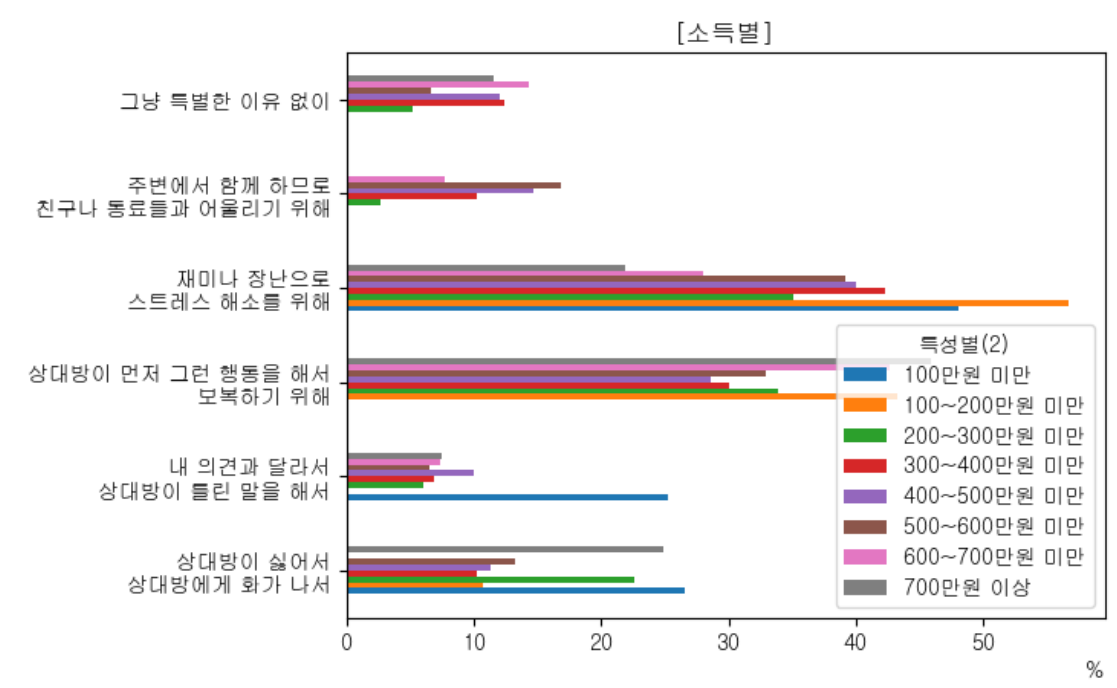 [소득별]
그냥 특별한 이유 없이
주변에서 함께 하므로
친구나 동료들과 어울리기 위해
재미나 장난으로
스트레스 해소를 위해
상대방이 먼저 그런 행동을 해서
보복하기 위해
내 의견과 달라서
상대방이 틀린 말을 해서
상대방이 싫어서
상대방에게 화가 나서
특성별(2)
100만원 미만
100~200만원 미만
200~300만원 미만
300~400만원 미만
400~500만원 미만
500~600만원 미만
600~700만원 미만
700만원 이상
0 10 20 30 40 50
%